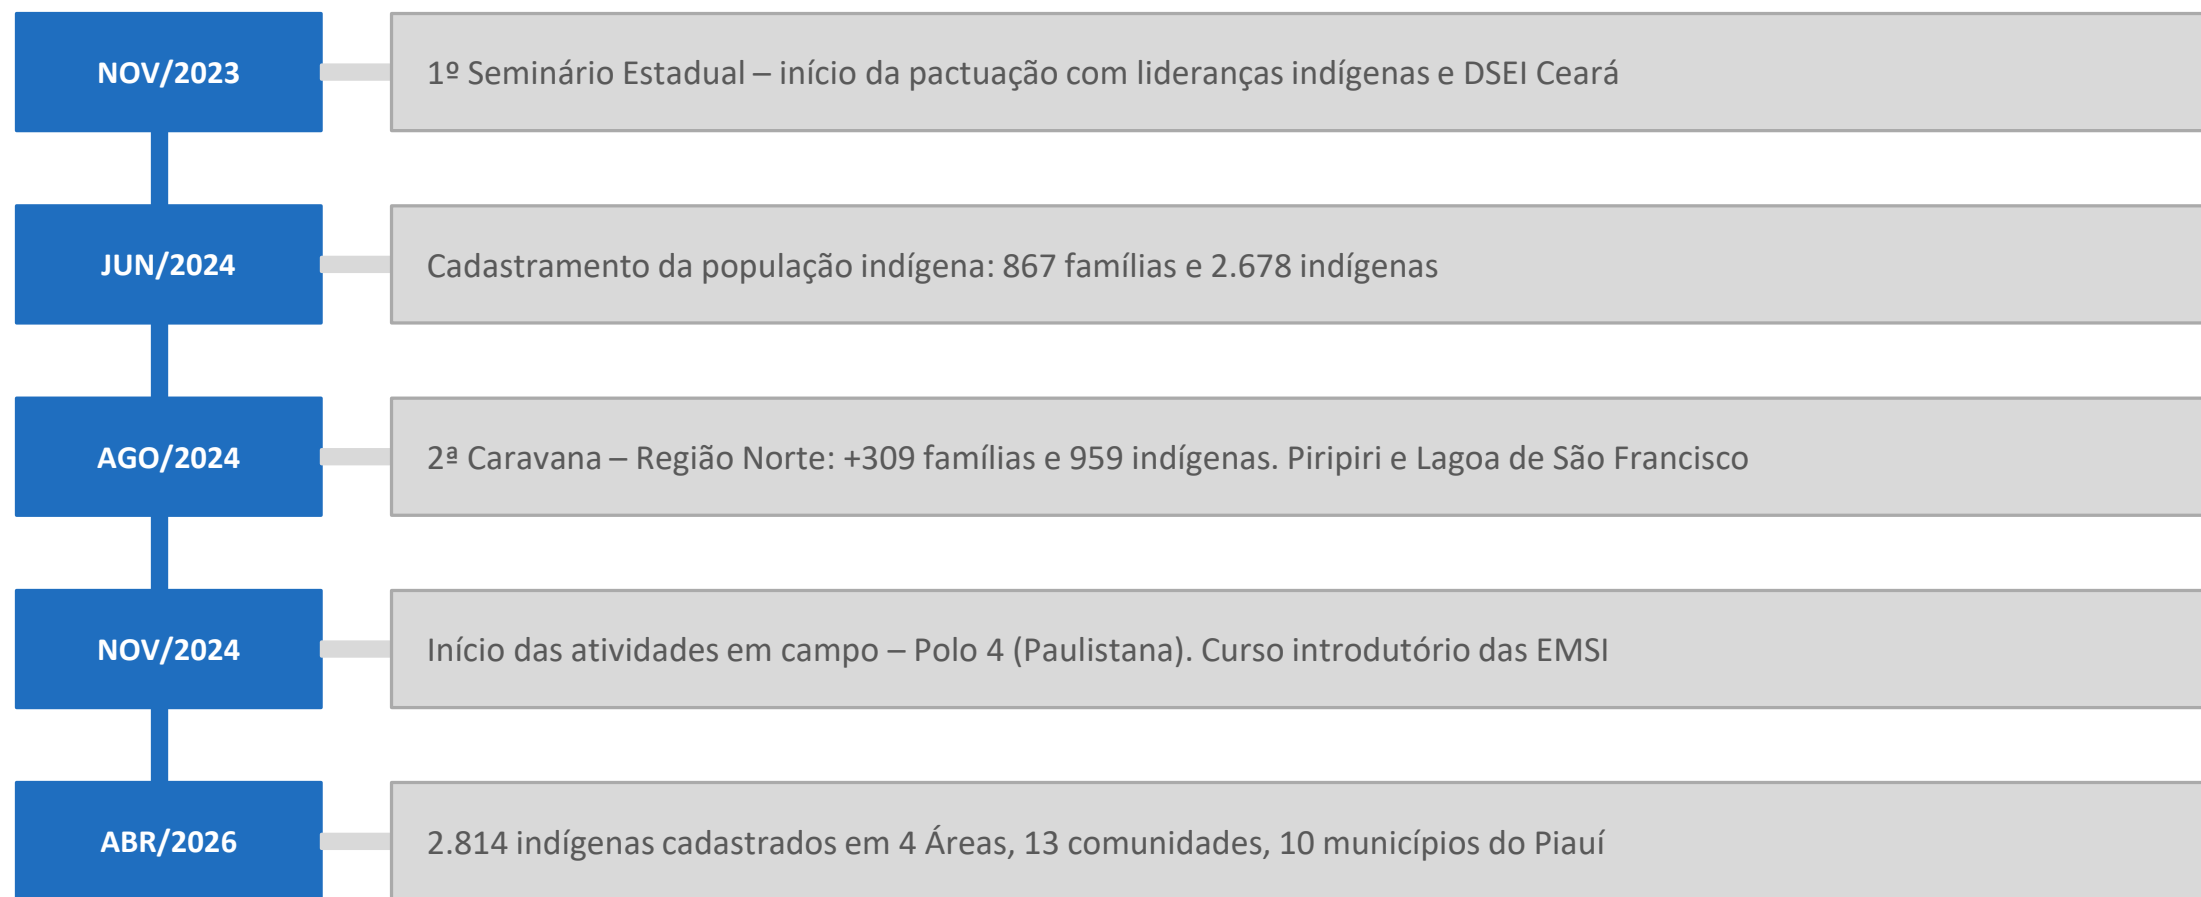 NOV/2023
1º Seminário Estadual – início da pactuação com lideranças indígenas e DSEI Ceará
JUN/2024
Cadastramento da população indígena: 867 famílias e 2.678 indígenas
AGO/2024
2ª Caravana – Região Norte: +309 famílias e 959 indígenas. Piripiri e Lagoa de São Francisco
NOV/2024
Início das atividades em campo – Polo 4 (Paulistana). Curso introdutório das EMSI
ABR/2026
2.814 indígenas cadastrados em 4 Áreas, 13 comunidades, 10 municípios do Piauí